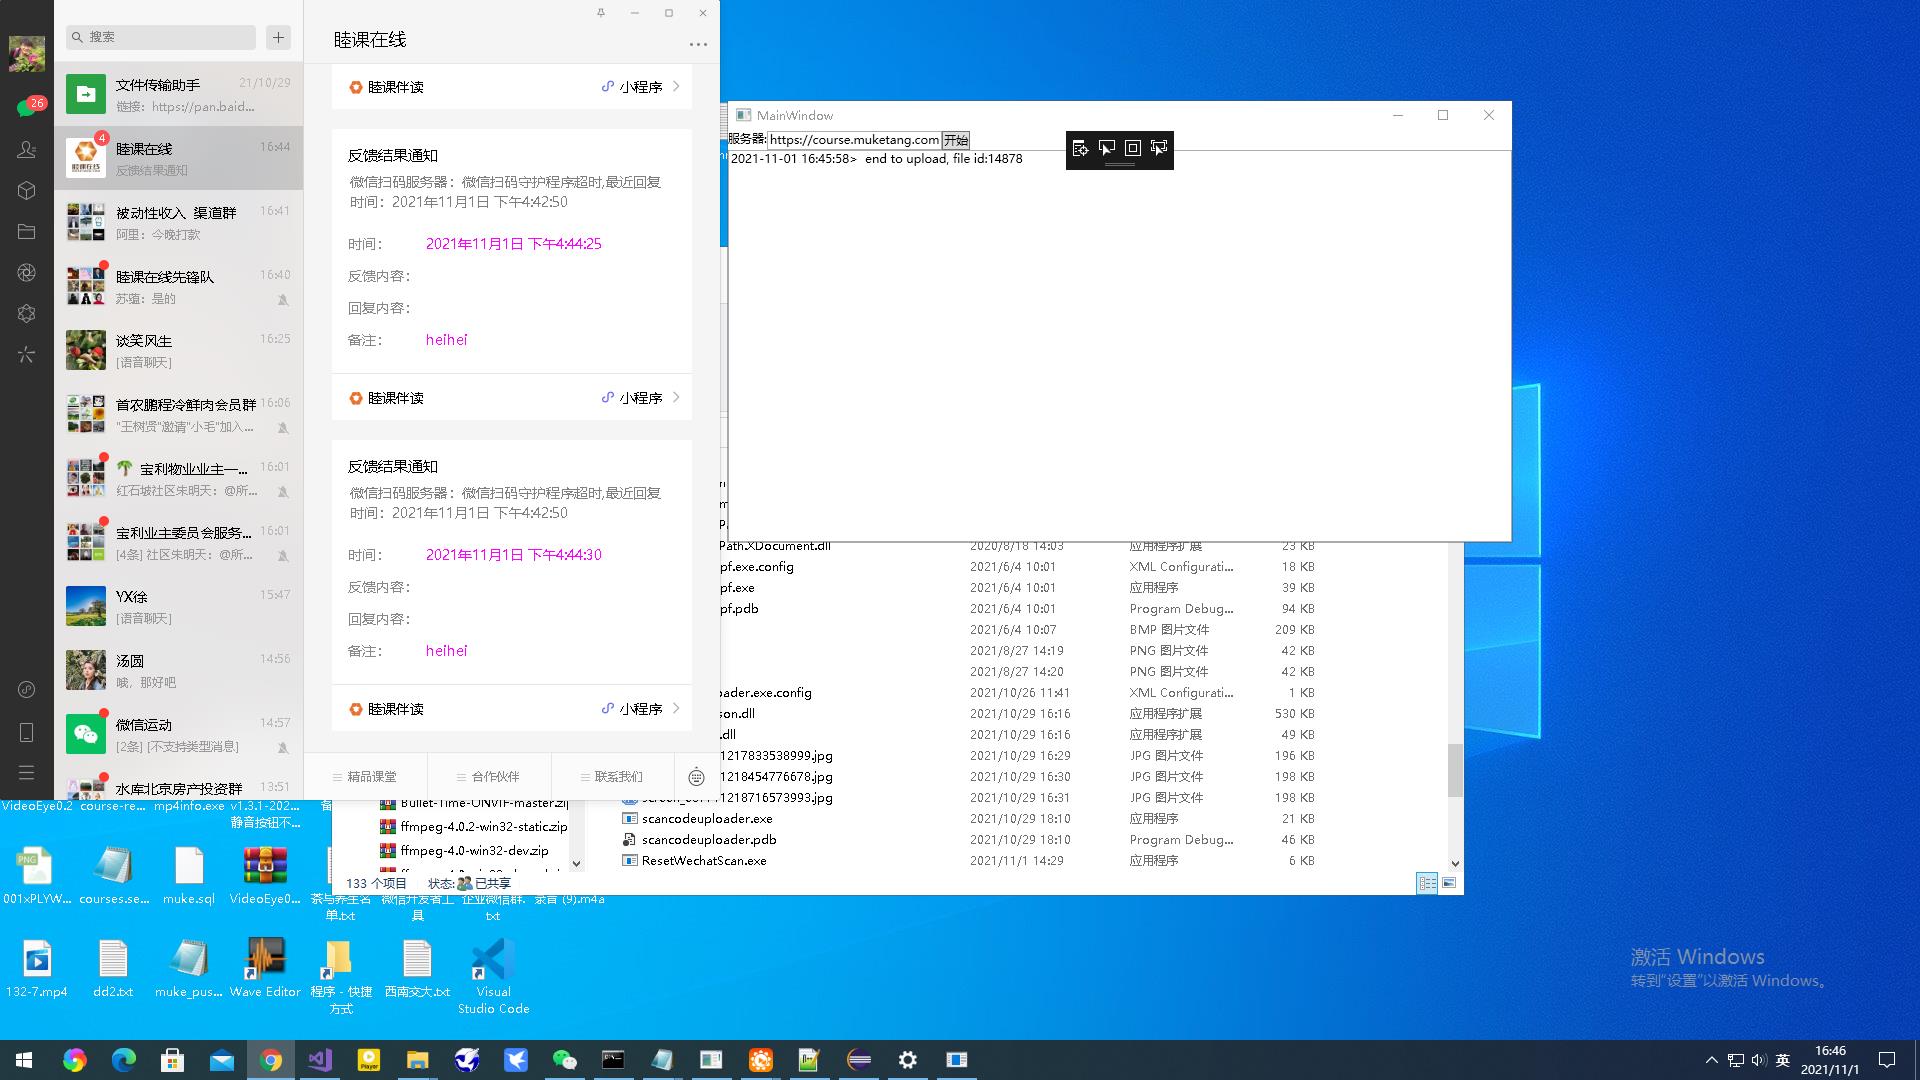 搜索
文件传输助手
21/10/29
链接：https://pan.baid...
26
4
睦课在线
16:44
反馈结果通知
被动性收入 渠道群
16:41
阿里：今晚打款
睦课在线先锋队
16:40
苏蕴：是的
谈笑风生
16:25
[语音聊天]
首农鹏程冷鲜肉会员群
16:06
"王树贤"邀请"小毛"加入...
宝利物业业主一...
16:01
红石坡社区朱明天：@所...
宝利业主委员会服务...
16:01
[4条] 社区朱明天：@所...
YX徐
15:47
[语音聊天]
汤圆
14:56
哦，那好吧
微信运动
14:57
[2条] [不支持类型消息]
水库北京房产投资群
13:51
睦课在线
睦课伴读
小程序
反馈结果通知
微信扫码服务器：微信扫码守护程序超时,最近回复
时间：2021年11月1日 下午4:42:50
时间：
2021年11月1日 下午4:44:25
反馈内容：
回复内容：
备注：
heihei
睦课伴读
小程序
反馈结果通知
微信扫码服务器：微信扫码守护程序超时,最近回复
时间：2021年11月1日 下午4:42:50
时间：
2021年11月1日 下午4:44:30
反馈内容：
回复内容：
备注：
heihei
睦课伴读
小程序
精品课堂
合作伙伴
联系我们
MainWindow
服务器:
https://course.muketang.com
开始
2021-11-01 16:45:58> end to upload, file id:14878
Path.XDocument.dll 2020/8/18 14:03 应用程序扩展 23 KB
pf.exe.config 2021/6/4 10:01 XML Configurati... 18 KB
pf.exe 2021/6/4 10:01 应用程序 39 KB
pf.pdb 2021/6/4 10:01 Program Debug... 94 KB
2021/6/4 10:07 BMP 图片文件 209 KB
2021/8/27 14:19 PNG 图片文件 42 KB
2021/8/27 14:20 PNG 图片文件 42 KB
ader.exe.config 2021/10/26 11:41 XML Configurati... 1 KB
son.dll 2021/10/29 16:16 应用程序扩展 530 KB
.dll 2021/10/29 16:16 应用程序扩展 49 KB
1217833538999.jpg 2021/10/29 16:29 JPG 图片文件 196 KB
1218454776678.jpg 2021/10/29 16:30 JPG 图片文件 198 KB
1218716573993.jpg 2021/10/29 16:31 JPG 图片文件 198 KB
scancodeuploader.exe 2021/10/29 18:10 应用程序 21 KB
scancodeuploader.pdb 2021/10/29 18:10 Program Debug... 46 KB
ResetWechatScan.exe 2021/11/1 14:29 应用程序 6 KB
Bullet-Time-ONVIF-master.zip
ffmpeg-4.0.2-win32-static.zip
ffmpeg-4.0-win32-dev.zip
133 个项目
状态:
已共享
VideoEye0.2
course-re...
mp4info.exe
v1.3.1-202...
静音按钮不...
001xPLYW...
courses.se...
muke.sql
VideoEye0...
茶与养生名
单.txt
微信开发者工
具
企业微信群.
txt
录音 (9).m4a
132-7.mp4
dd2.txt
muke_pus...
Wave Editor
程序 - 快捷
方式
西南交大.txt
Visual
Studio Code
激活 Windows
转到"设置"以激活 Windows。
Player
英
16:46
2021/11/1